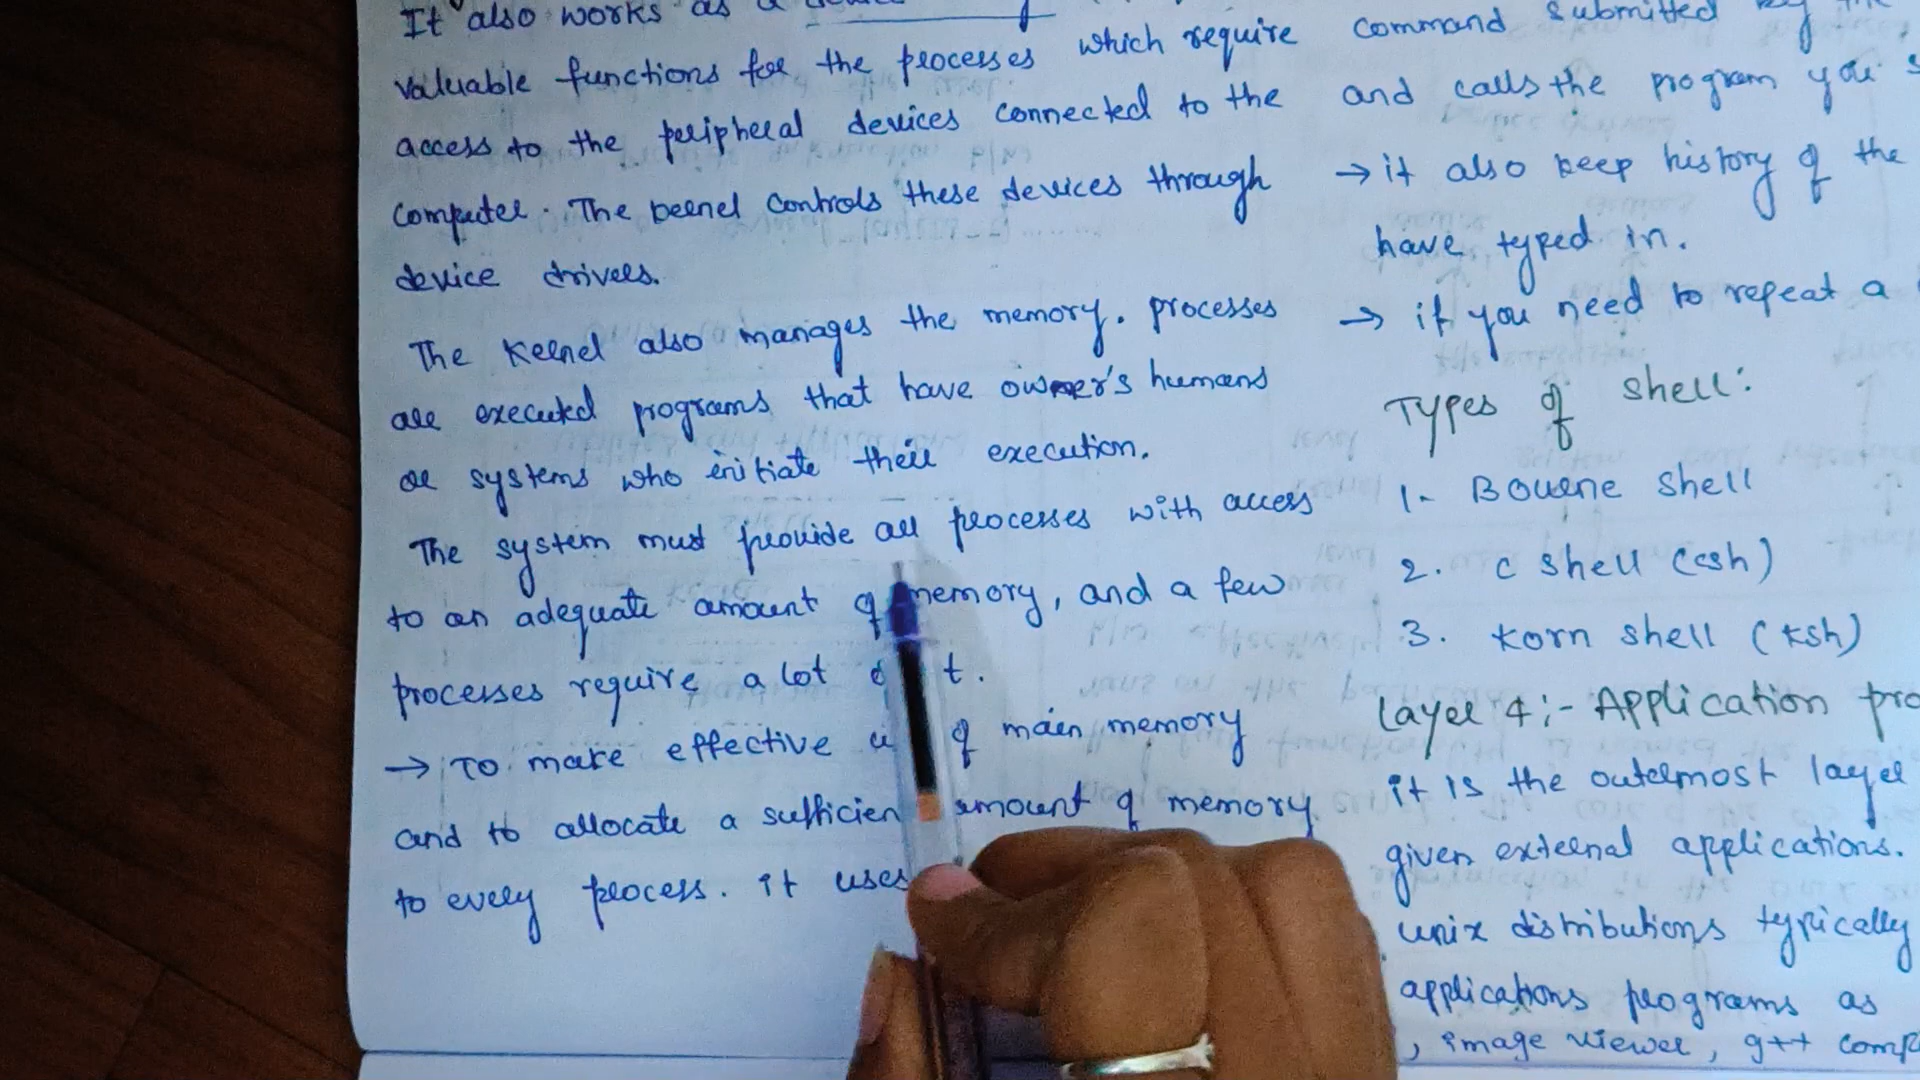 It also works as a device
valuable functions for the processes which require
access to the peripheral devices connected to the
computer. The kernel controls these devices through
device drivers.
The Kernel also manages the memory. processes
are executed programs that have owner's humans
or systems who initiate their execution.
The system must provide all processes with access
to an adequate amount of memory, and a few
processes require a lot t.
→ To make effective u of main memory
and to allocate a sufficien amount of memory
to every process. it uses
command submitted by the
and calls the program you
→ it also keep history of the
have typed in.
→ if you need to repeat a
Types of shell:
1- Bourne shell
2. C shell (csh)
3. Korn shell (ksh)
Layer 4:- Application pro
it is the outermost layer
given external applications.
unix distributions typically
applications programs as
, image viewer, g++ comp